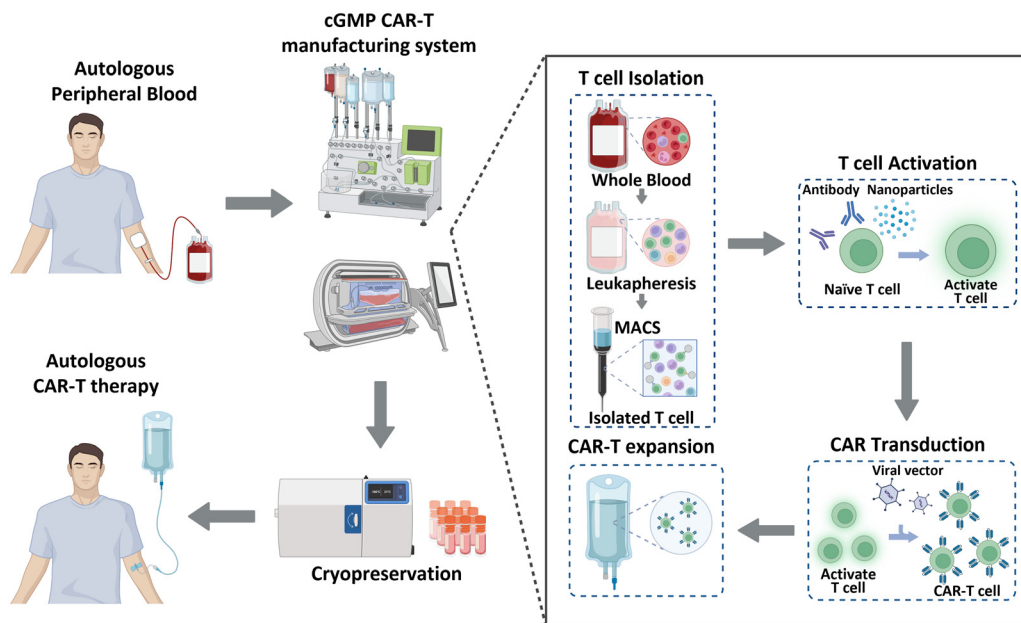 cGMP CAR-T
manufacturing system
Autologous
Peripheral Blood
T cell Isolation
Whole Blood
Leukapheresis
MACS
Isolated T cell
T cell Activation
Antibody Nanoparticles
Naïve T cell
Activate
T cell
CAR Transduction
Viral vector
Activate
T cell
CAR-T cell
CAR-T expansion
Cryopreservation
Autologous
CAR-T therapy